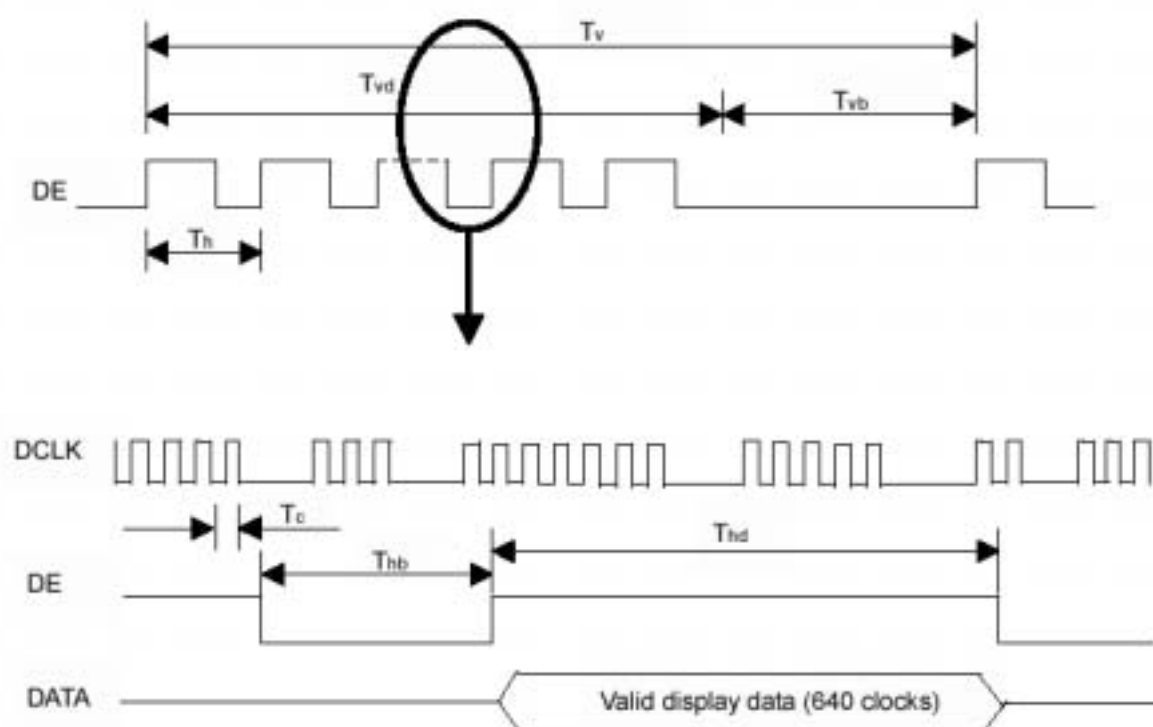 Tv
Tvd
Tvb
DE
Th
DCLK
Tc
Thd
Thb
DE
DATA
Valid display data (640 clocks)